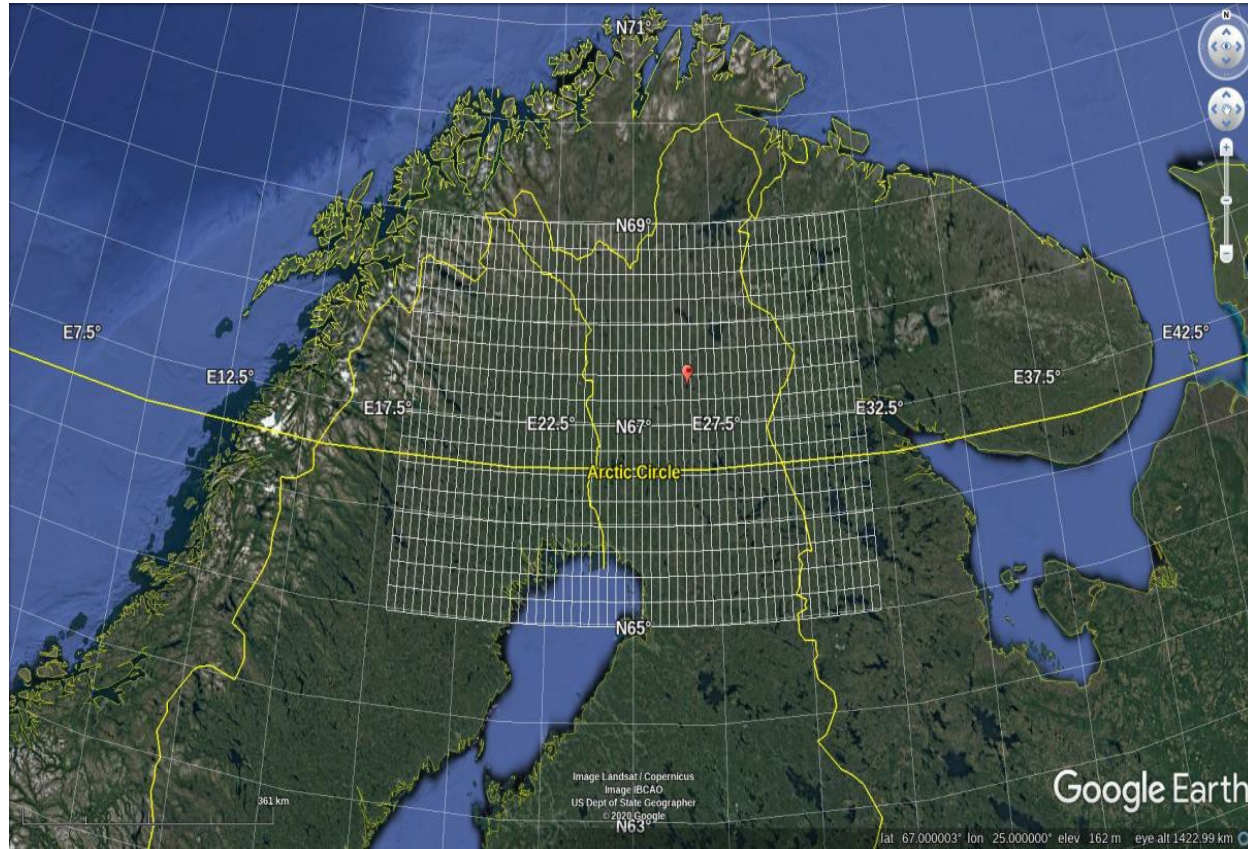 N
N71°
N69°
E7.5°
E42.5°
E12.5°
E37.5°
E17.5°
E32.5°
E22.5°
N67°
E27.5°
Arctic Circle
N65°
Image Landsat / Copernicus
Image IBCAO
US Dept of State Geographer
© 2020 Google
361 km
N63°
Google Earth
lat 67.000003° lon 25.000000° elev 162 m eye alt 1422.99 km